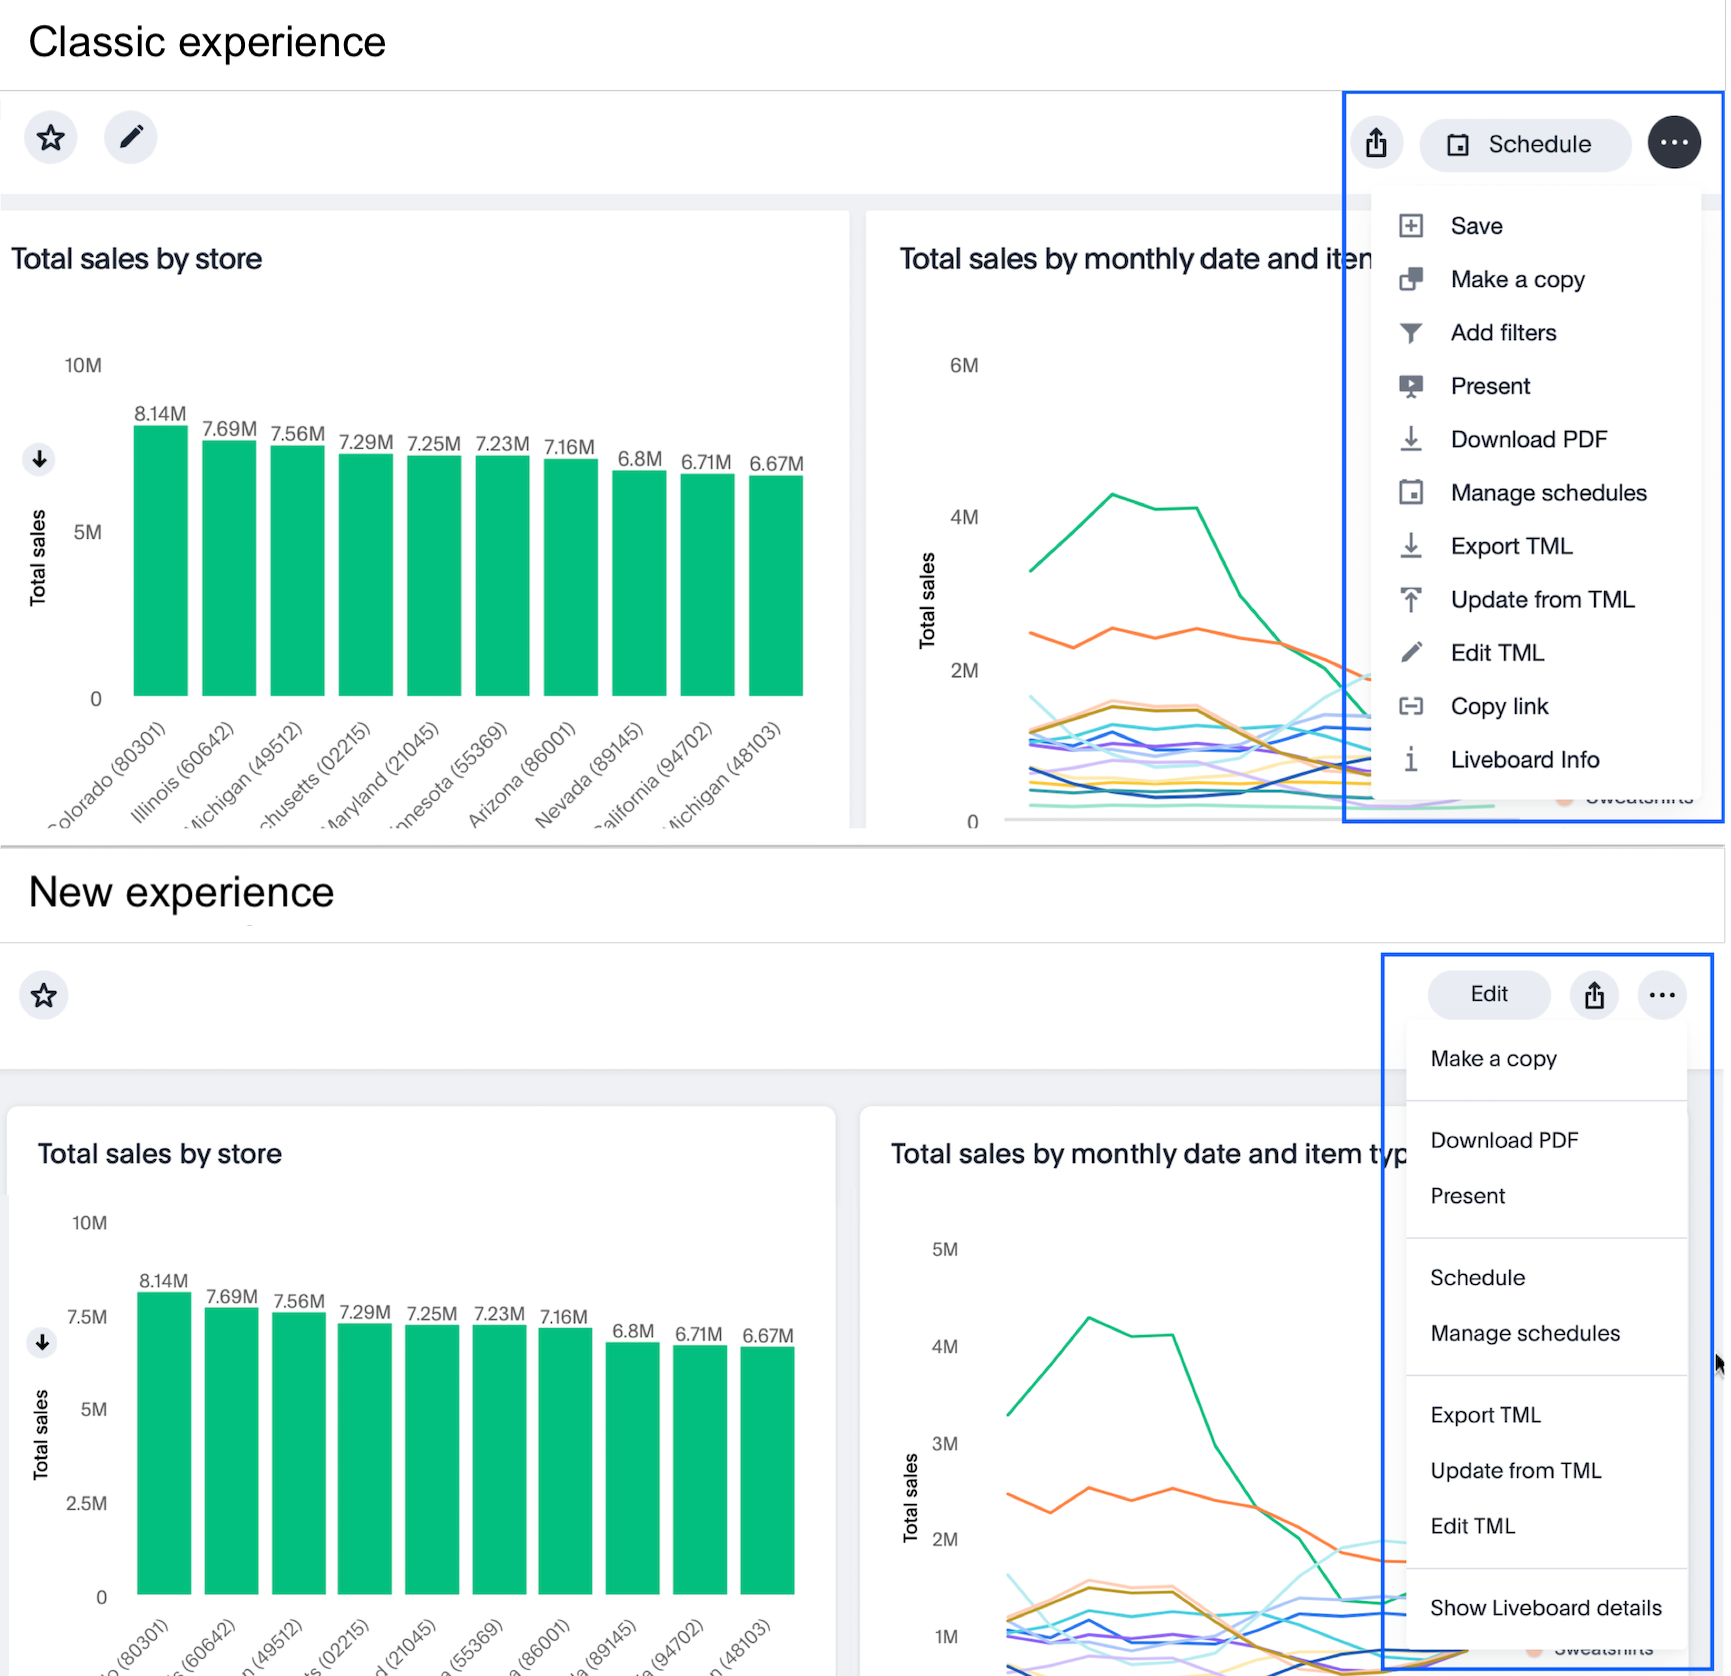 Classic experience
Schedule
Save
Make a copy
Add filters
Present
Download PDF
Manage schedules
Export TML
Update from TML
Edit TML
Copy link
Liveboard Info
Total sales by store
10M
5M
0
Total sales
8.14M
7.69M
7.56M
7.29M
7.25M
7.23M
7.16M
6.8M
6.71M
6.67M
olorado (80301)
Illinois (60642)
Michigan (49512)
chusetts (02215)
Maryland (21045)
nnesota (55369)
Arizona (86001)
Nevada (89145)
alifornia (94702)
Michigan (48103)
Total sales by monthly date and iten
6M
4M
2M
0
Total sales
Sweatshirts
New experience
Edit
Make a copy
Download PDF
Present
Schedule
Manage schedules
Export TML
Update from TML
Edit TML
Show Liveboard details
Total sales by store
10M
7.5M
5M
2.5M
0
Total sales
8.14M
7.69M
7.56M
7.29M
7.25M
7.23M
7.16M
6.8M
6.71M
6.67M
o (80301)
s (60642)
n (49512)
s (02215)
d (21045)
a (55369)
a (86001)
a (89145)
a (94702)
n (48103)
Total sales by monthly date and item typ
5M
4M
3M
2M
1M
Total sales
Sweatshirts